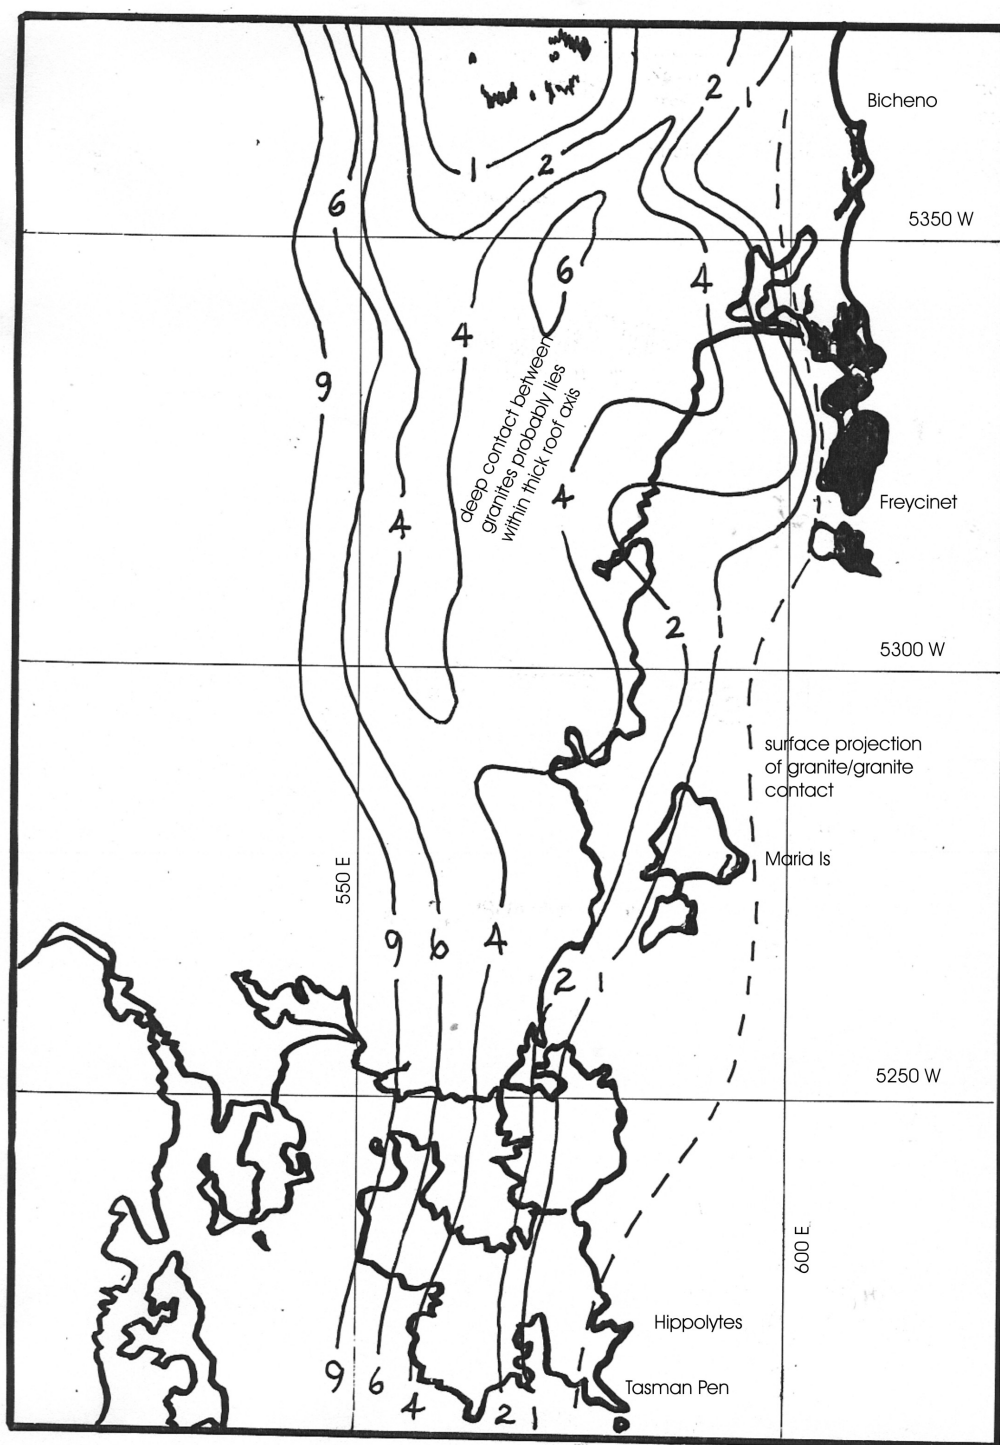 Bicheno
2
1
1
2
6
5350 W
6
4
4
9
deep contact between
granites probably lies
within thick roof axis
4
4
Freycinet
2
1
5300 W
surface projection
of granite/granite
contact
Maria Is
550 E
9
6
4
2
1
5250 W
600 E
Hippolytes
9
6
4
2
1
Tasman Pen